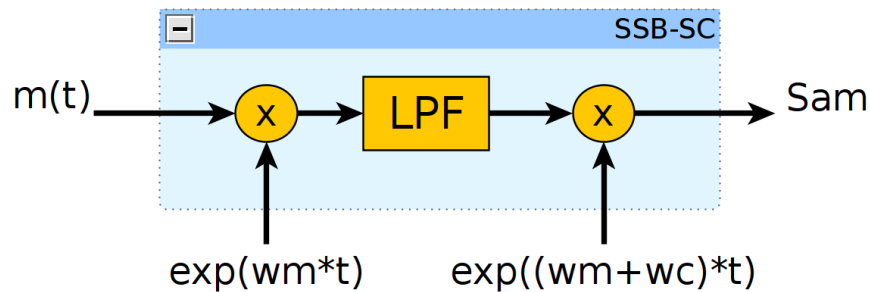 SSB-SC
m(t)
x
LPF
x
Sam
exp(wm*t)
exp((wm+wc)*t)